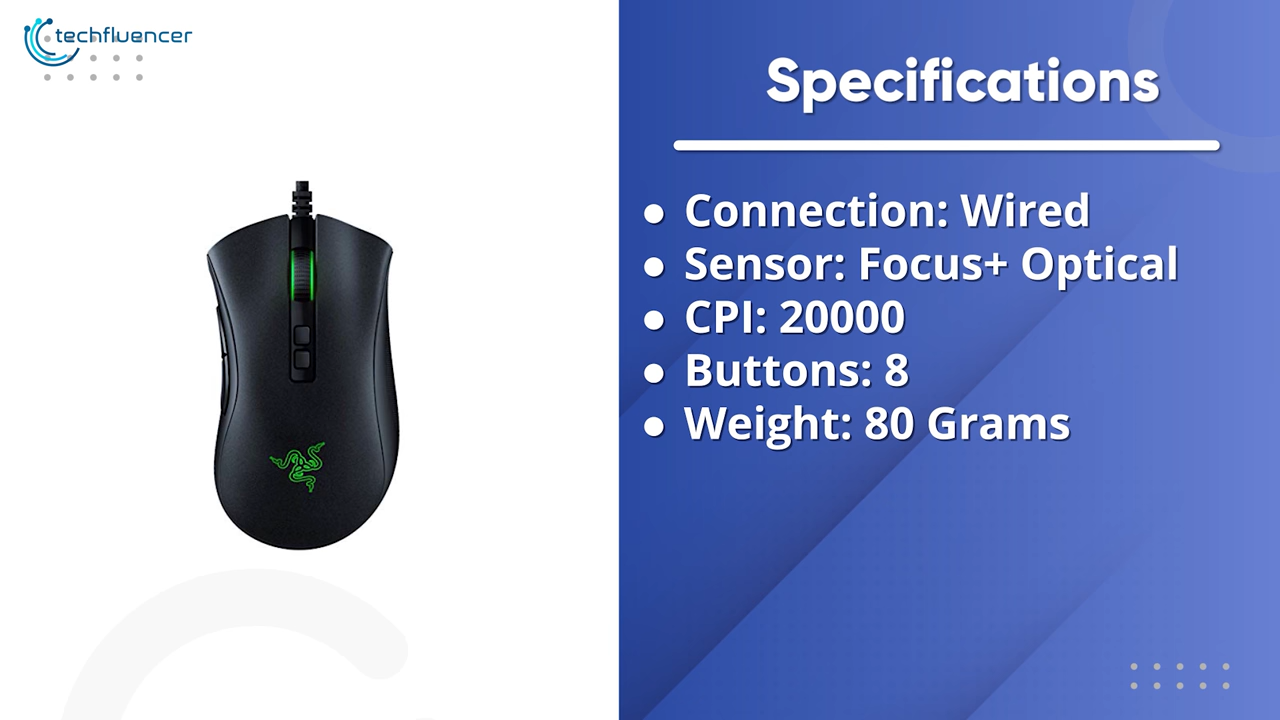 techfluencer
Specifications
• Connection: Wired
• Sensor: Focus+ Optical
• CPI: 20000
• Buttons: 8
• Weight: 80 Grams